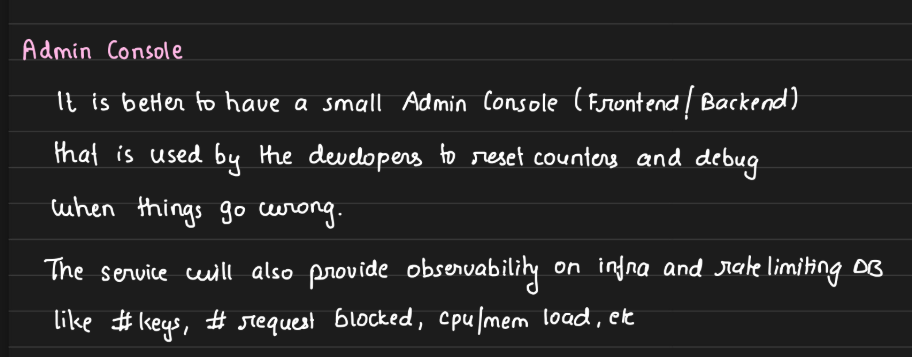 Admin Console
It is better to have a small Admin Console (Frontend/Backend)
that is used by the developers to reset counters and debug
when things go wrong.
The service will also provide observability on infra and rate limiting DB
like #keys, # request blocked, cpu/mem load, etc